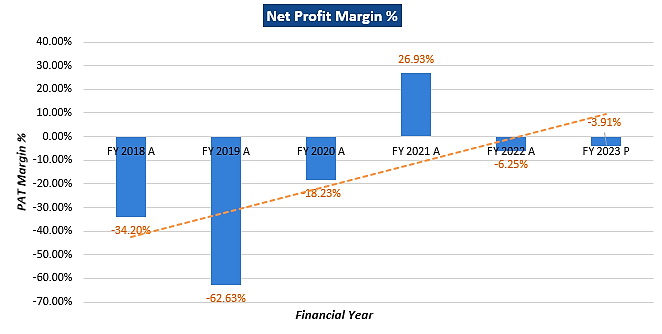 Net Profit Margin %
40.00%
30.00%
20.00%
10.00%
0.00%
-10.00%
-20.00%
-30.00%
-40.00%
-50.00%
-60.00%
-70.00%
PAT Margin %
FY 2018 A
FY 2019 A
FY 2020 A
FY 2021 A
FY 2022 A
FY 2023 P
-34.20%
-62.63%
-18.23%
26.93%
-6.25%
-3.91%
Financial Year